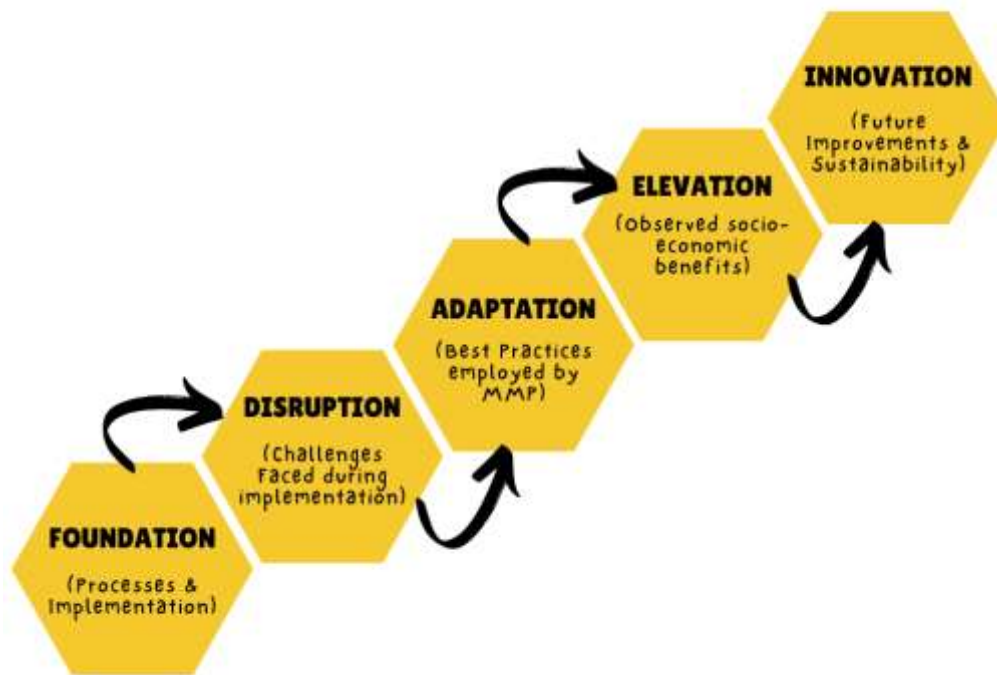 INNOVATION
(Future
Improvements &
Sustainability)
ELEVATION
(Observed socio-
economic
benefits)
ADAPTATION
(Best Practices
employed by
MMP)
DISRUPTION
(Challenges
Faced during
implementation)
FOUNDATION
(Processes &
Implementation)